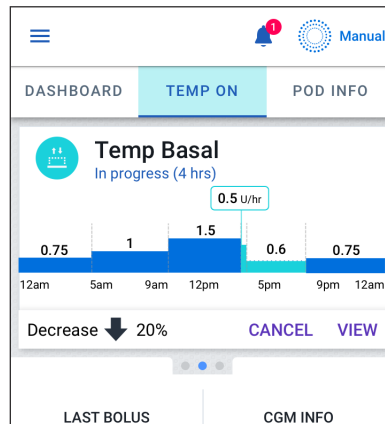 1
Manual
DASHBOARD TEMP ON POD INFO
Temp Basal
In progress (4 hrs)
0.5 U/hr
0.75 1 1.5 0.6 0.75
12am 5am 9am 12pm 5pm 9pm 12am
Decrease 20% CANCEL VIEW
LAST BOLUS CGM INFO